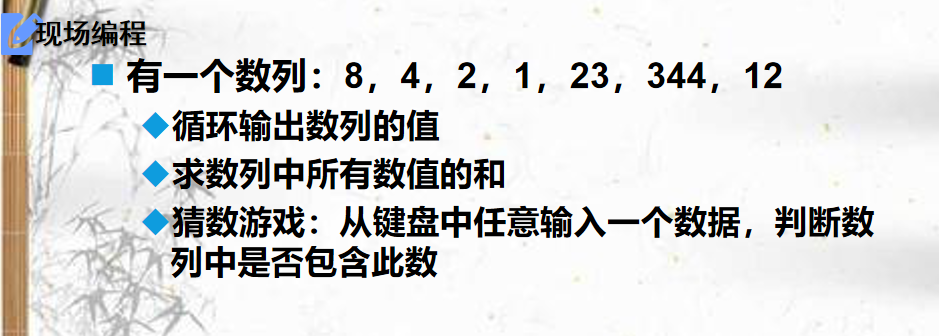 现场编程
有一个数列：8，4，2，1，23，344，12
循环输出数列的值
求数列中所有数值的和
猜数游戏：从键盘中任意输入一个数据，判断数
列中是否包含此数